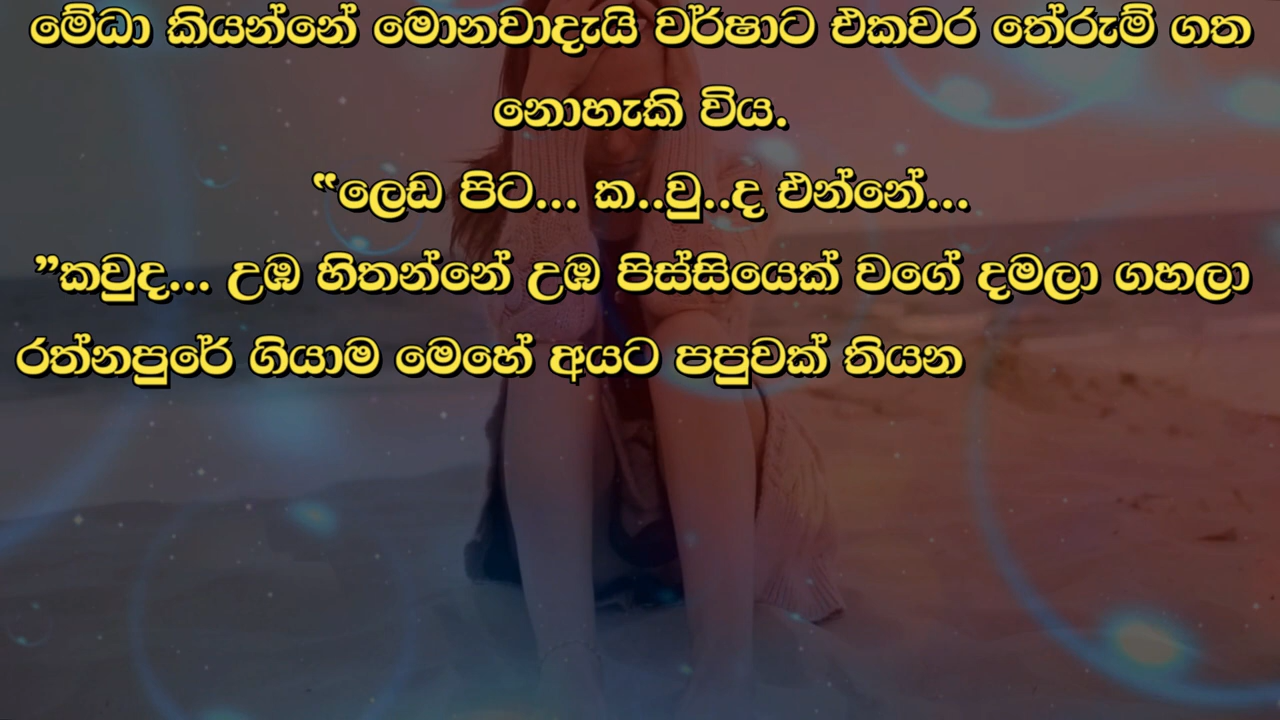 මේධා කියන්නේ මොනවාදැයි වර්ෂාට එකවර තේරුම් ගත
නොහැකි විය.
“ලෙඩ පිට... ක..වු..ද එන්නේ...
”කවුද... උඹ හිතන්නේ උඹ පිස්සියෙක් වගේ දමලා ගහලා
රත්නපුරේ ගියාම මෙහේ අයට පපුවක් තියන